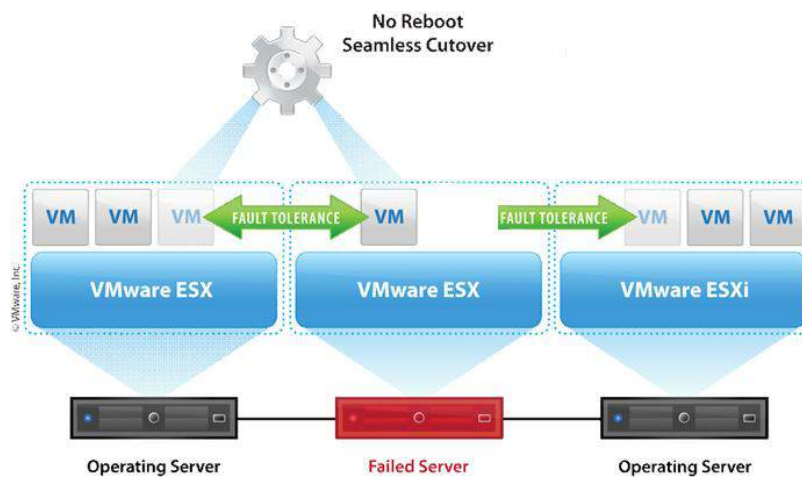 No Reboot
Seamless Cutover
VM VM VM FAULT TOLERANCE VM FAULT TOLERANCE VM VM VM
VMware ESX VMware ESX VMware ESXi
© VMware, Inc
Operating Server Failed Server Operating Server